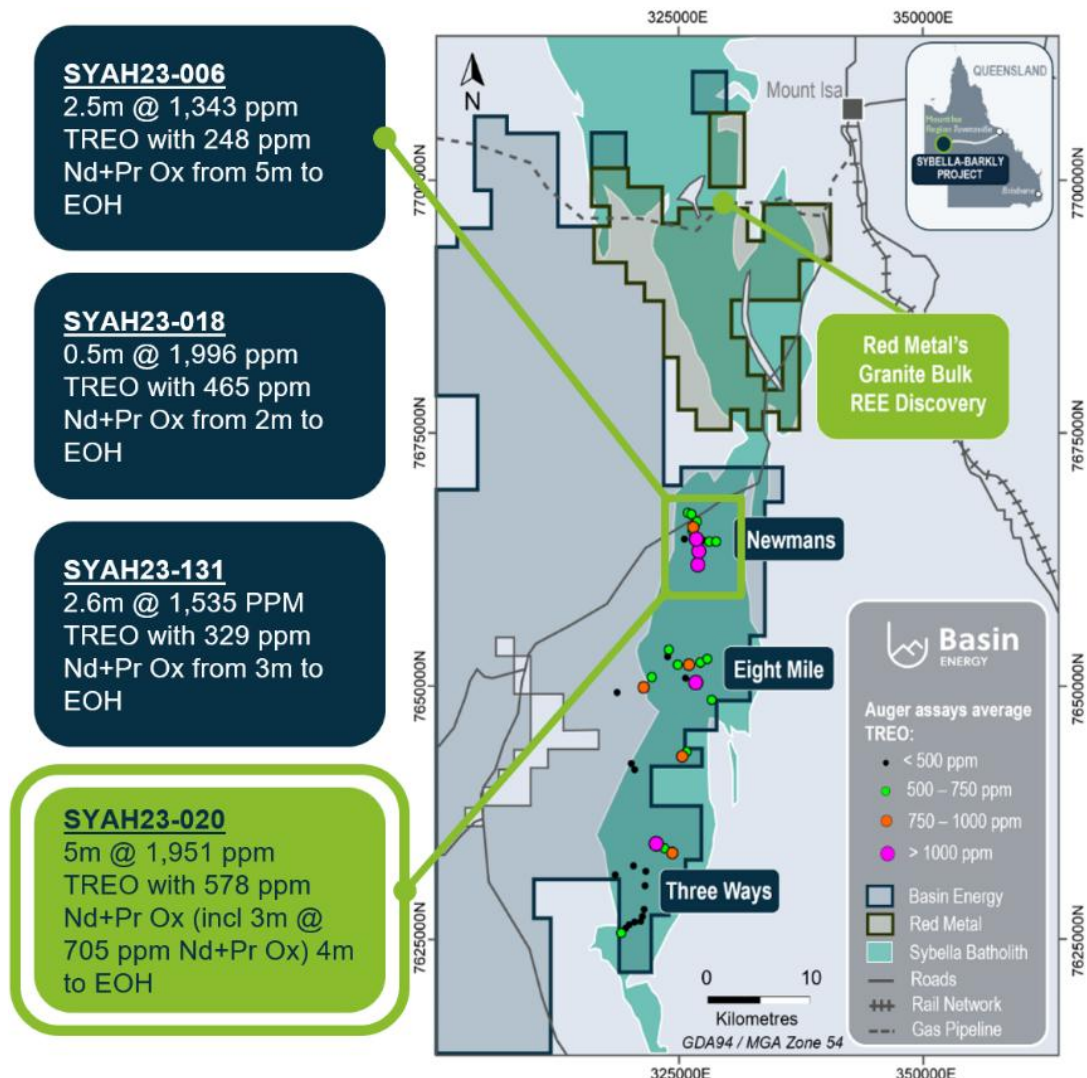 SYAH23-006
2.5m @ 1,343 ppm
TREO with 248 ppm
Nd+Pr Ox from 5m to
EOH
SYAH23-018
0.5m @ 1,996 ppm
TREO with 465 ppm
Nd+Pr Ox from 2m to
EOH
SYAH23-131
2.6m @ 1,535 PPM
TREO with 329 ppm
Nd+Pr Ox from 3m to
EOH
SYAH23-020
5m @ 1,951 ppm
TREO with 578 ppm
Nd+Pr Ox (incl 3m @
705 ppm Nd+Pr Ox) 4m
to EOH
325000E
350000E
N
Mount Isa
QUEENSLAND
Mount Isa
Region
Townsville
SYBELLA-BARKLY
PROJECT
Brisbane
7700000N
7700000N
Red Metal's
Granite Bulk
REE Discovery
7675000N
7675000N
Newmans
Eight Mile
7650000N
7650000N
Three Ways
7625000N
7625000N
Basin
ENERGY
Auger assays average
TREO:
< 500 ppm
500 – 750 ppm
750 – 1000 ppm
> 1000 ppm
Basin Energy
Red Metal
Sybella Batholith
Roads
Rail Network
Gas Pipeline
0 10
Kilometres
GDA94 / MGA Zone 54
325000E
350000E